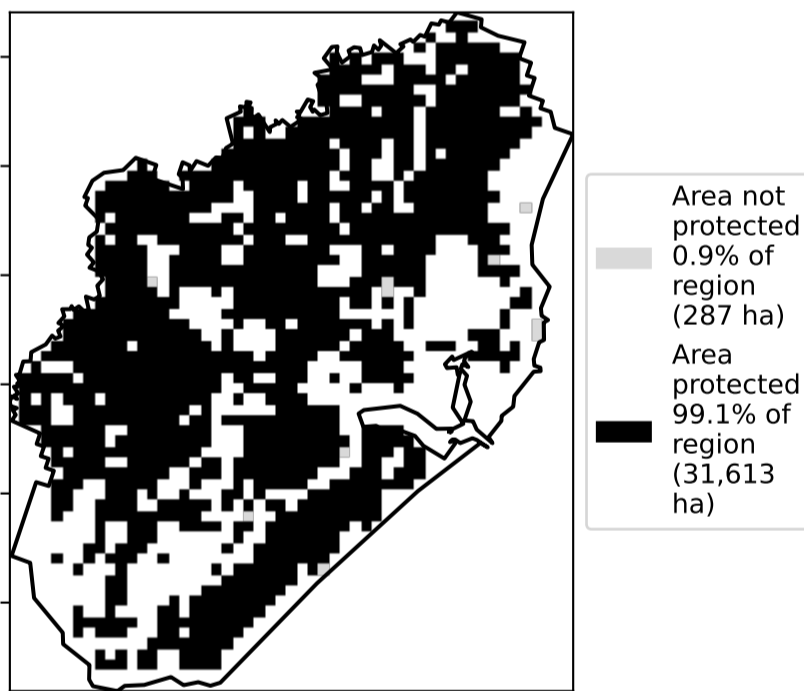 Area not
protected
0.9% of
region
(287 ha)
Area
protected
99.1% of
region
(31,613
ha)